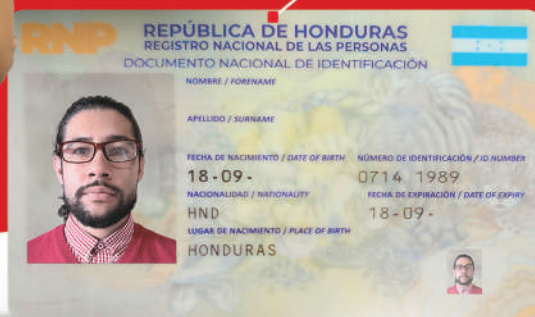 RNP
REPÚBLICA DE HONDURAS
REGISTRO NACIONAL DE LAS PERSONAS
DOCUMENTO NACIONAL DE IDENTIFICACIÓN
NOMBRE / FORENAME
APELLIDO / SURNAME
FECHA DE NACIMIENTO / DATE OF BIRTH NÚMERO DE IDENTIFICACIÓN / ID NUMBER
18-09- 0714 1989
NACIONALIDAD / NATIONALITY FECHA DE EXPIRACIÓN / DATE OF EXPIRY
HND 18-09-
LUGAR DE NACIMIENTO / PLACE OF BIRTH
HONDURAS